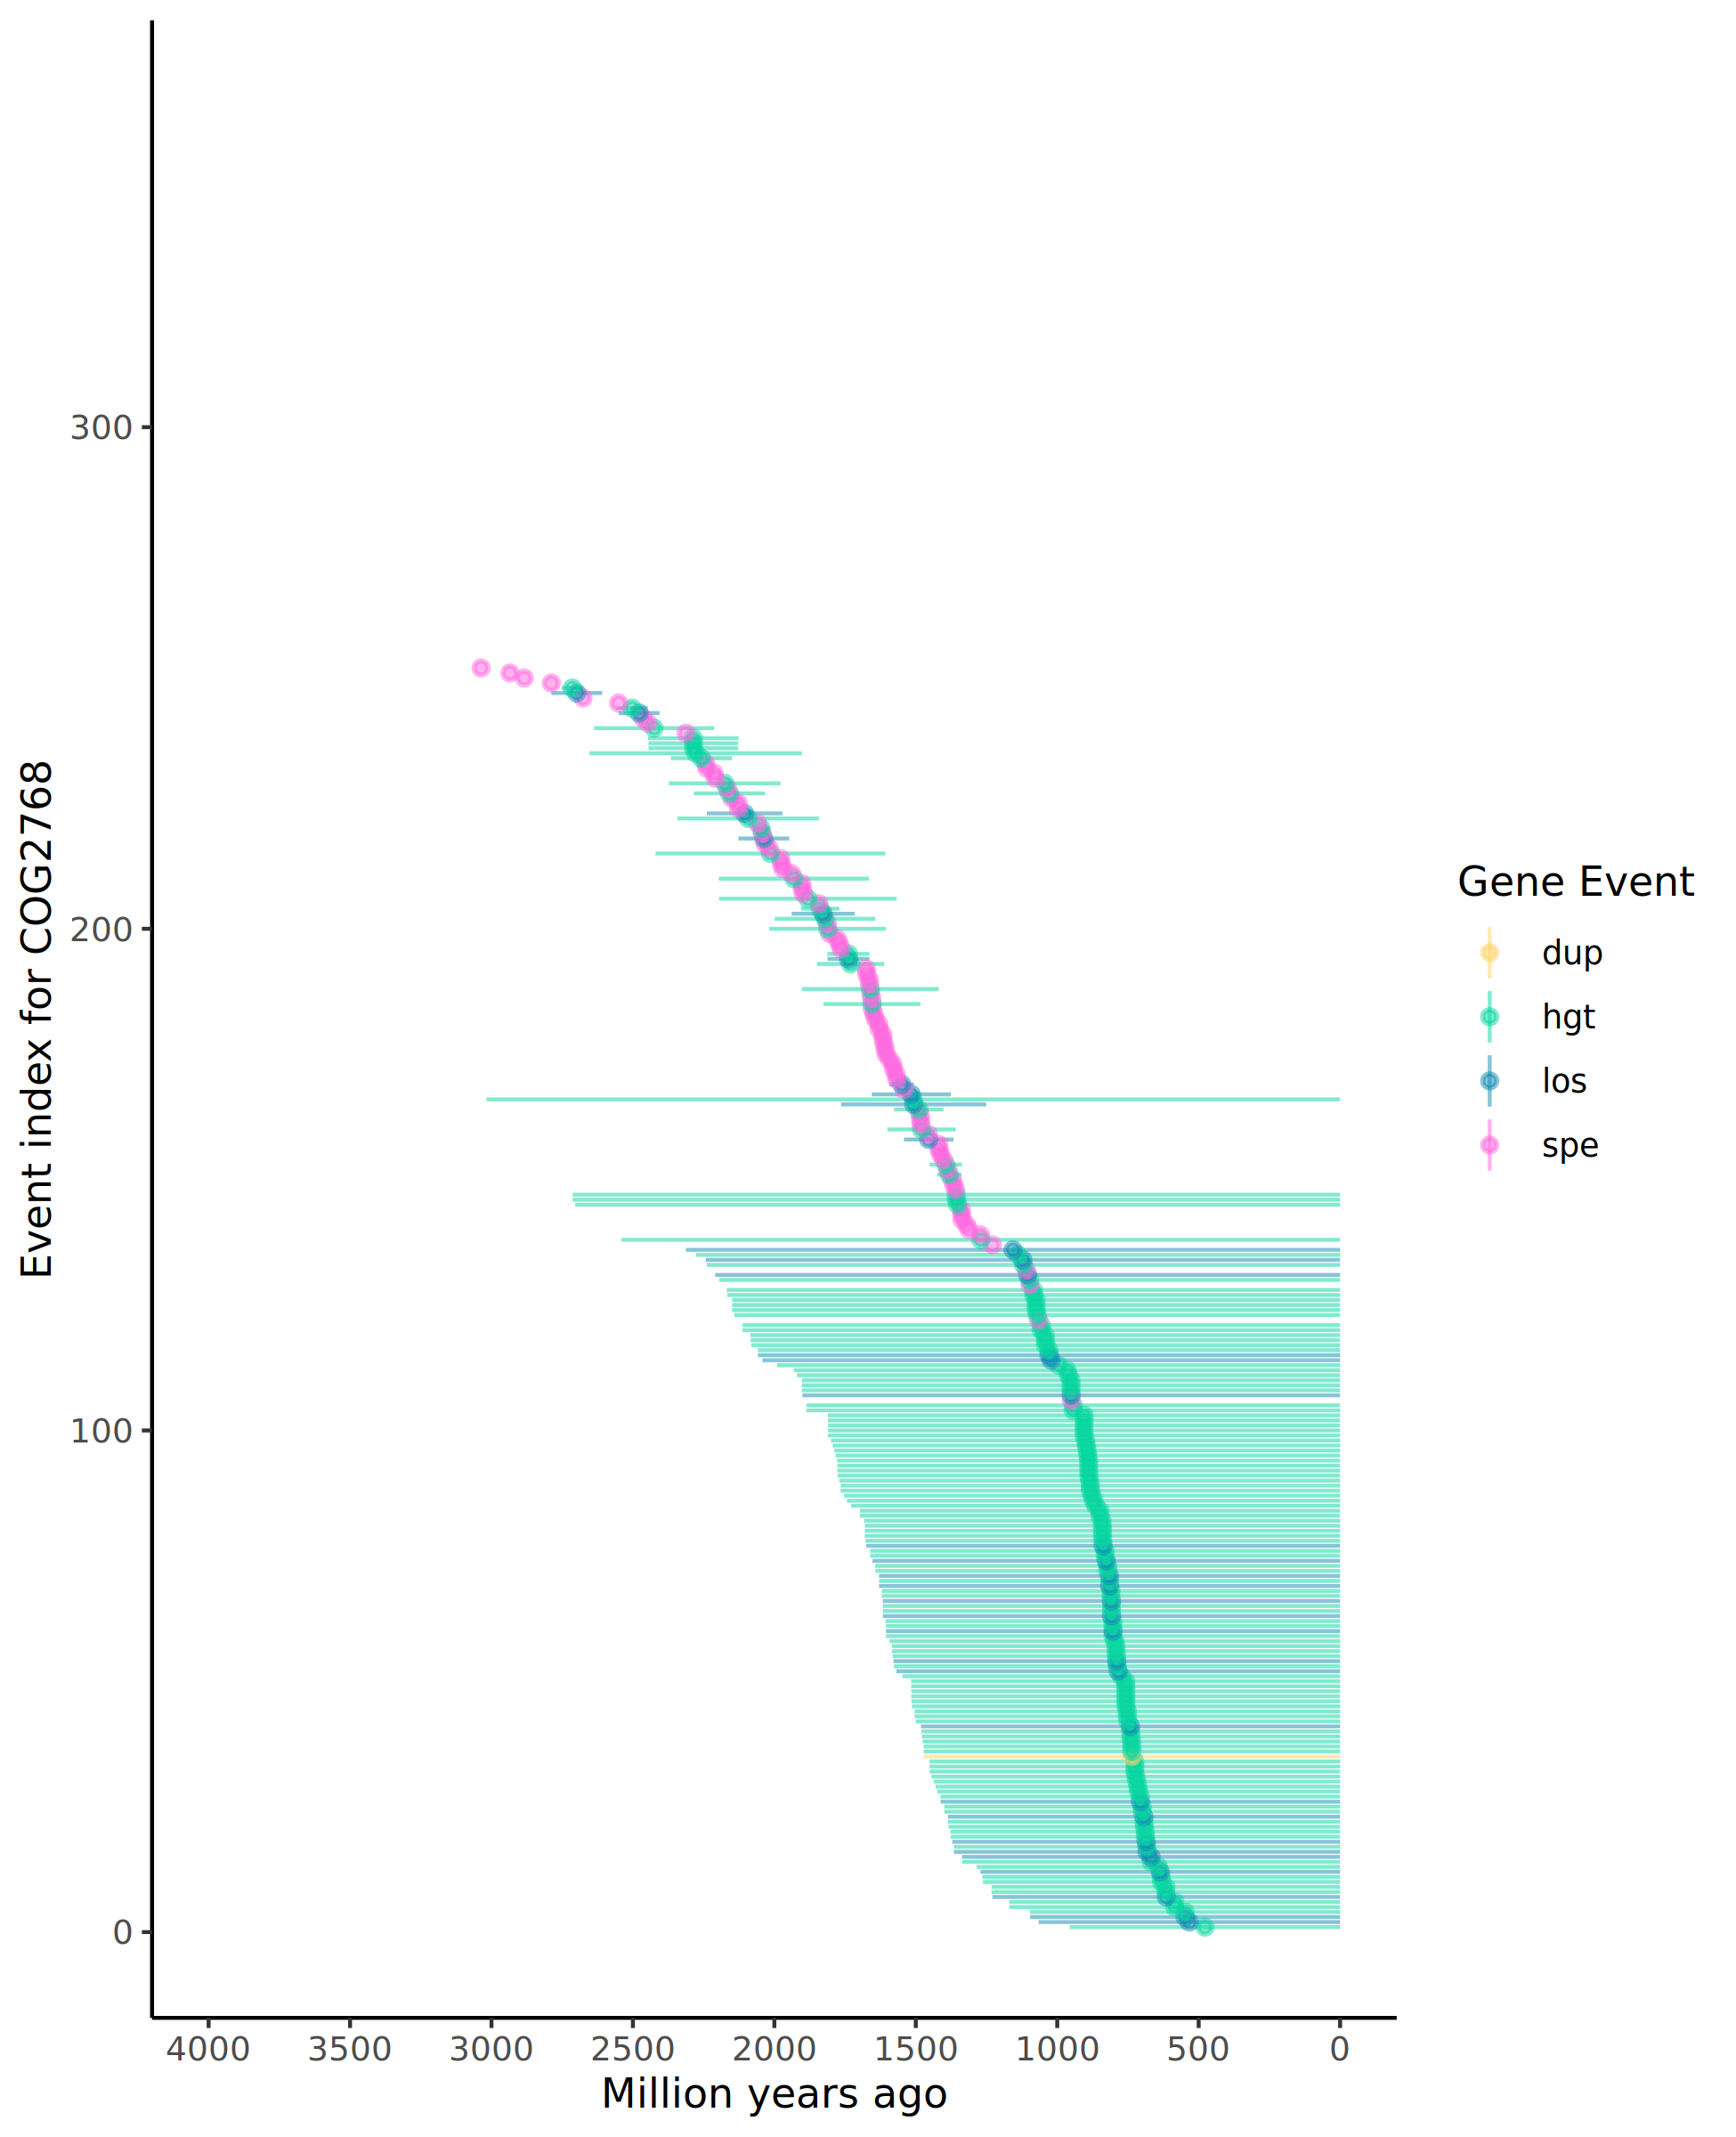 Event index for COG2768
300
200
100
0
4000 3500 3000 2500 2000 1500 1000 500 0
Million years ago
Gene Event
dup
hgt
los
spe